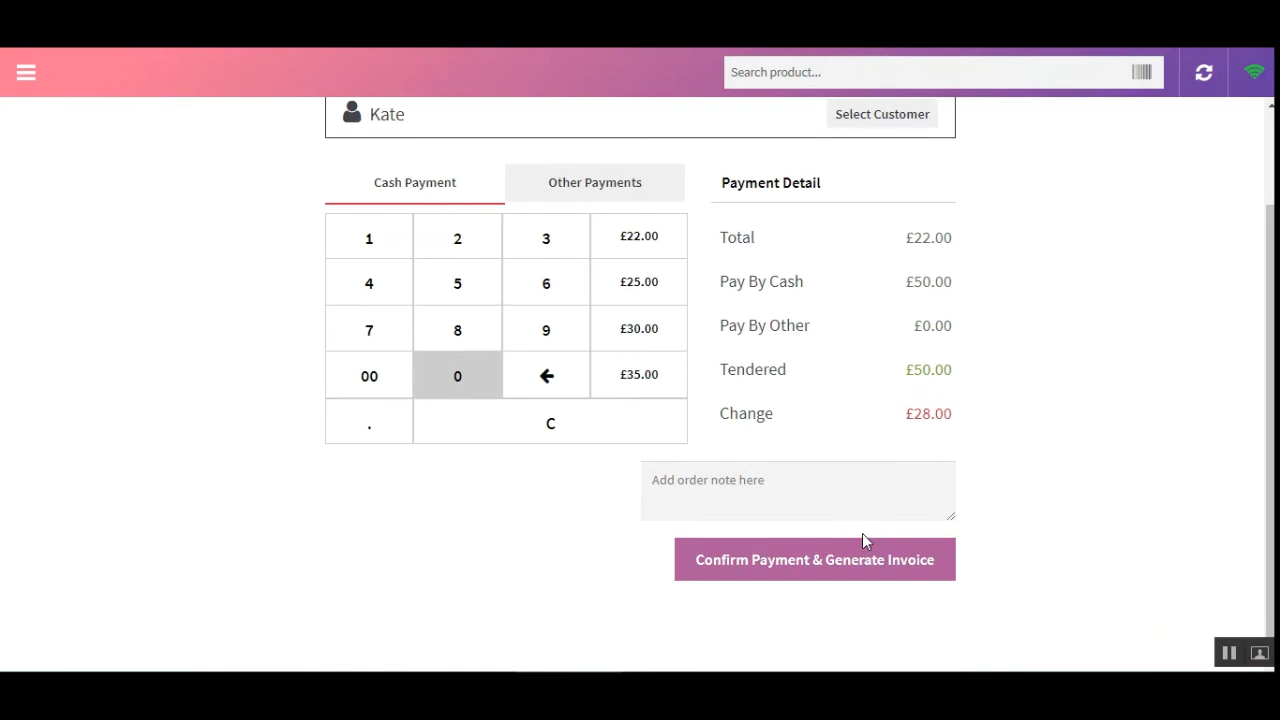 Search product...
Kate
Select Customer
Cash Payment
Other Payments
1 2 3 £22.00
4 5 6 £25.00
7 8 9 £30.00
00 0 £35.00
. C
Payment Detail
Total £22.00
Pay By Cash £50.00
Pay By Other £0.00
Tendered £50.00
Change £28.00
Add order note here
Confirm Payment & Generate Invoice